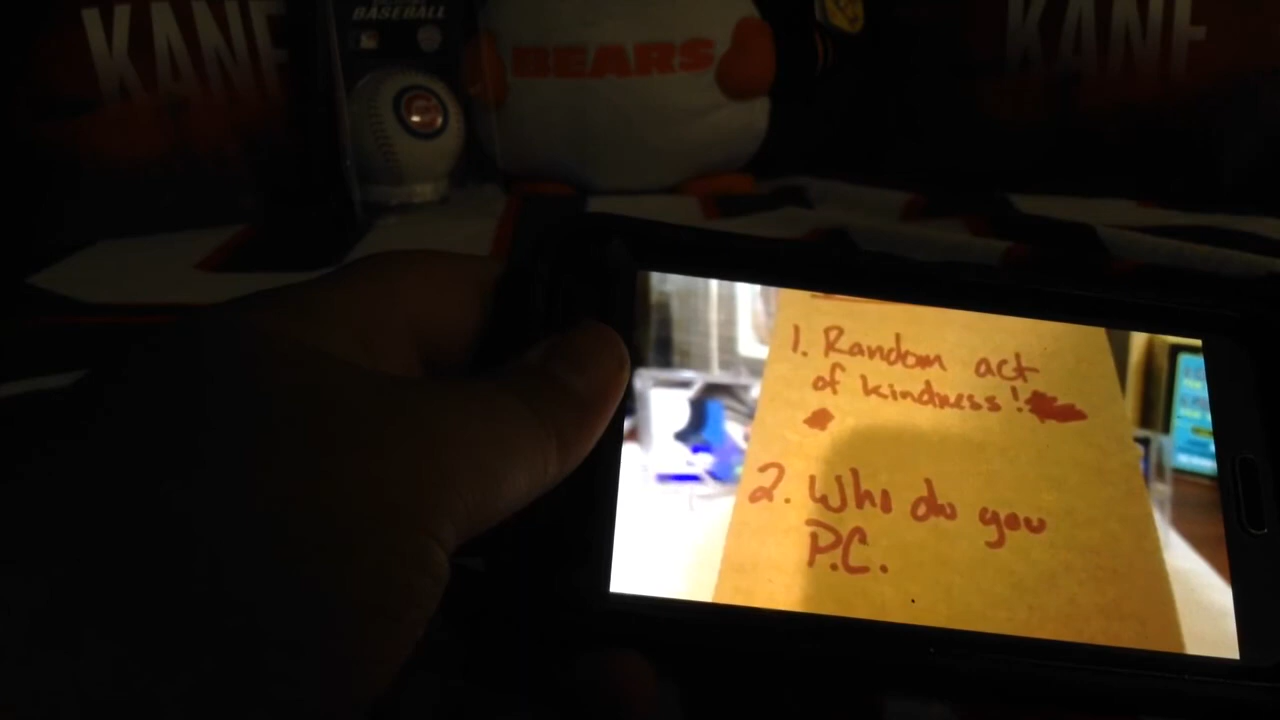 KANE
BASEBALL
BEARS
KANE
C
1. Random act
of kindness!
2. Who do you
P.C.